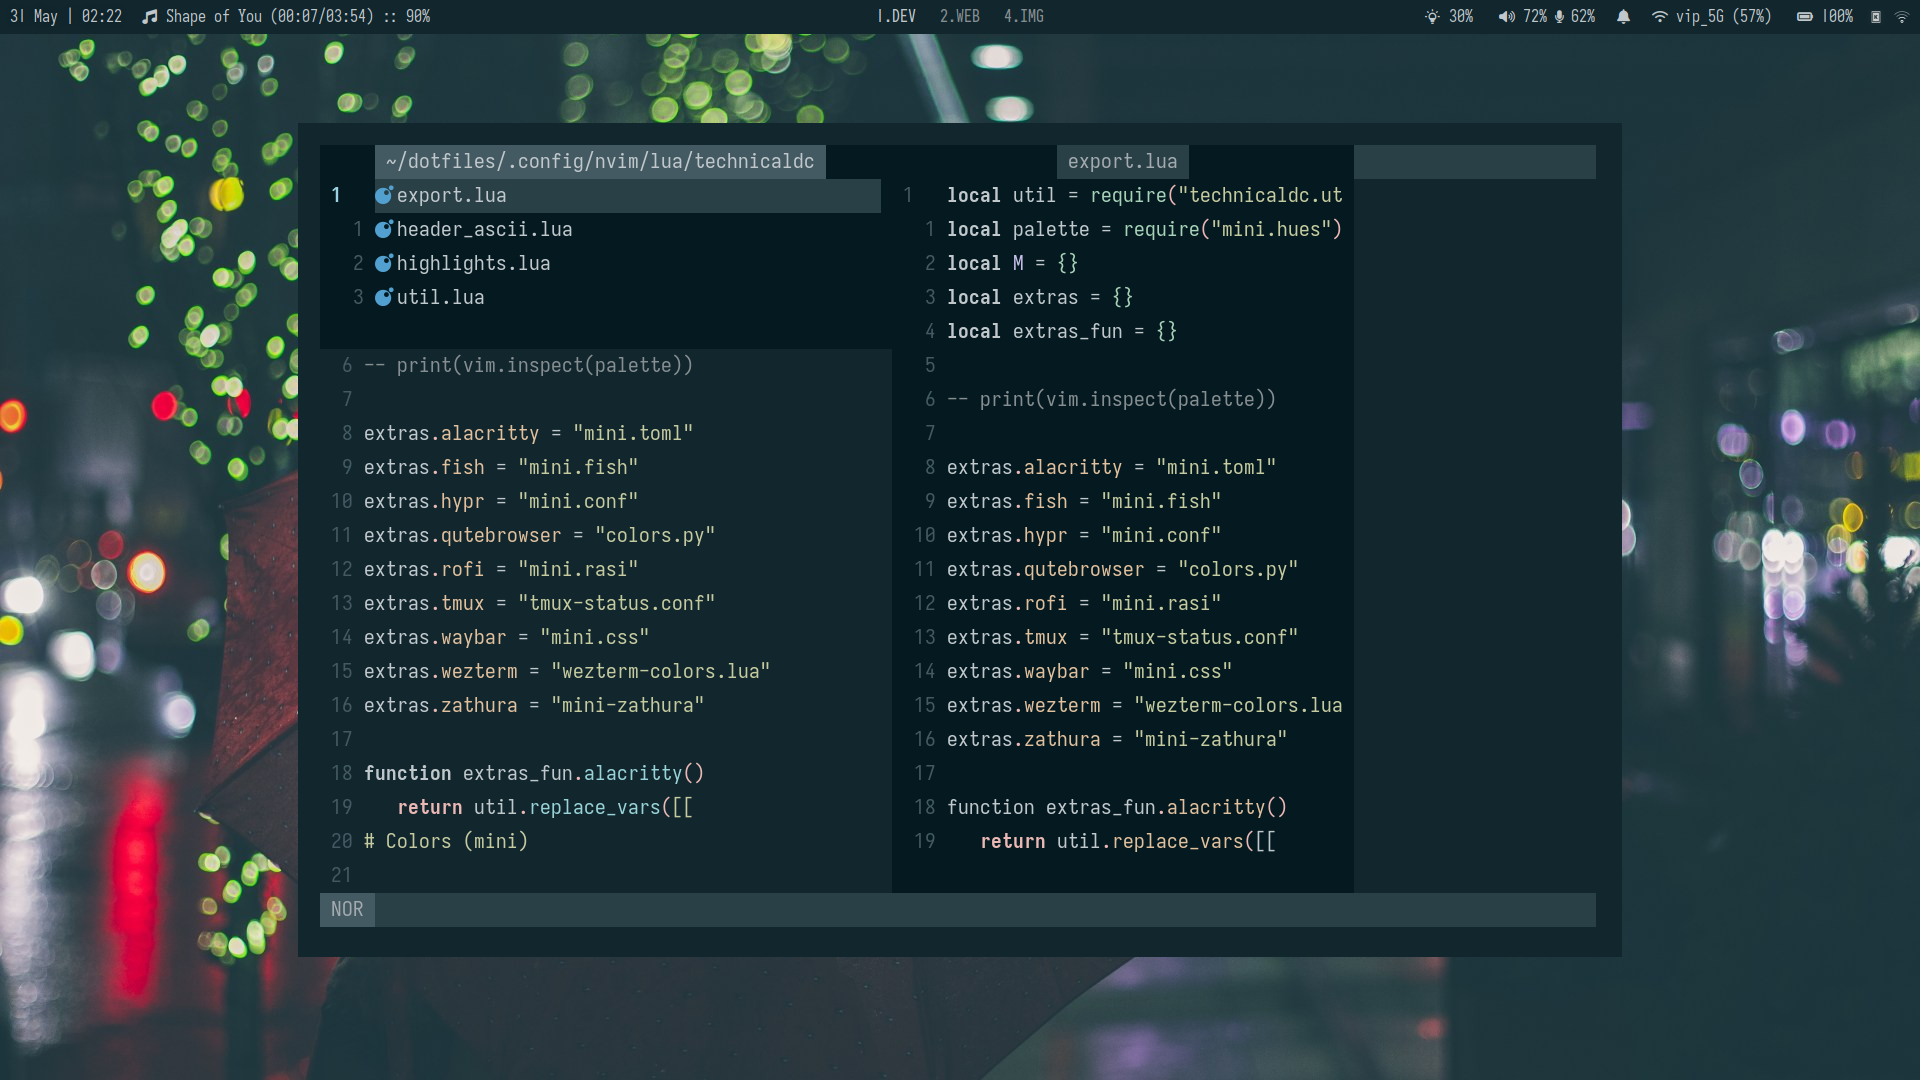 31 May | 02:22 Shape of You (00:07/03:54) :: 90% 1.DEV 2.WEB 4.IMG 30% 72% 62% vip_5G (57%) 100%
~/dotfiles/.config/nvim/lua/technicaldc
1 export.lua
1 header_ascii.lua
2 highlights.lua
3 util.lua
6 -- print(vim.inspect(palette))
7
8 extras.alacritty = "mini.toml"
9 extras.fish = "mini.fish"
10 extras.hypr = "mini.conf"
11 extras.qutebrowser = "colors.py"
12 extras.rofi = "mini.rasi"
13 extras.tmux = "tmux-status.conf"
14 extras.waybar = "mini.css"
15 extras.wezterm = "wezterm-colors.lua"
16 extras.zathura = "mini-zathura"
17
18 function extras_fun.alacritty()
19 return util.replace_vars([[
20 # Colors (mini)
21
export.lua
1 local util = require("technicaldc.ut
1 local palette = require("mini.hues")
2 local M = {}
3 local extras = {}
4 local extras_fun = {}
5
6 -- print(vim.inspect(palette))
7
8 extras.alacritty = "mini.toml"
9 extras.fish = "mini.fish"
10 extras.hypr = "mini.conf"
11 extras.qutebrowser = "colors.py"
12 extras.rofi = "mini.rasi"
13 extras.tmux = "tmux-status.conf"
14 extras.waybar = "mini.css"
15 extras.wezterm = "wezterm-colors.lua
16 extras.zathura = "mini-zathura"
17
18 function extras_fun.alacritty()
19 return util.replace_vars([[
NOR